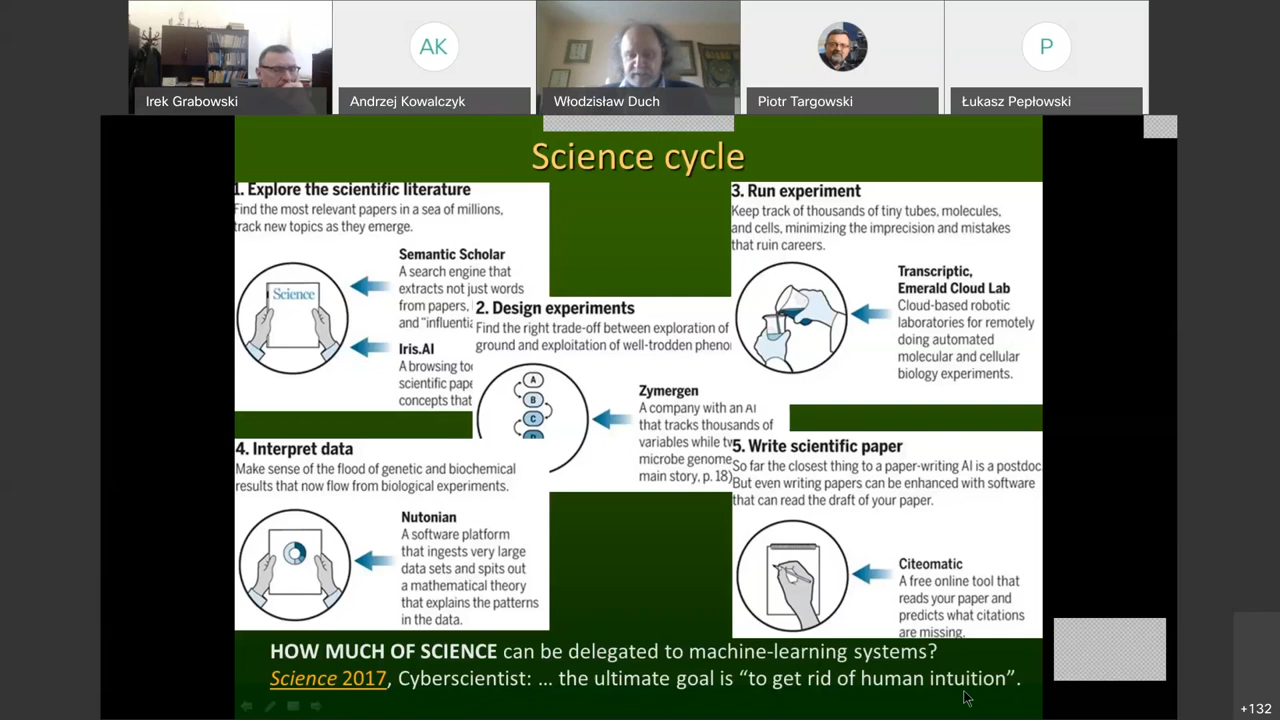 AK
P
Irek Grabowski
Andrzej Kowalczyk
Włodzisław Duch
Piotr Targowski
Łukasz Pepłowski
Science cycle
1. Explore the scientific literature
Find the most relevant papers in a sea of millions,
track new topics as they emerge.
Science
Semantic Scholar
A search engine that
extracts not just words
from papers,
and “influentia
Iris.AI
A browsing too
scientific pape
concepts that
2. Design experiments
Find the right trade-off between exploration of
ground and exploitation of well-trodden pheno
A
B
C
D
Zymergen
A company with an AI
that tracks thousands of
variables while tw
microbe genome
main story, p. 18)
3. Run experiment
Keep track of thousands of tiny tubes, molecules,
and cells, minimizing the imprecision and mistakes
that ruin careers.
Transcriptic,
Emerald Cloud Lab
Cloud-based robotic
laboratories for remotely
doing automated
molecular and cellular
biology experiments.
4. Interpret data
Make sense of the flood of genetic and biochemical
results that now flow from biological experiments.
Nutonian
A software platform
that ingests very large
data sets and spits out
a mathematical theory
that explains the patterns
in the data.
5. Write scientific paper
So far the closest thing to a paper-writing AI is a postdoc
But even writing papers can be enhanced with software
that can read the draft of your paper.
Citeomatic
A free online tool that
reads your paper and
predicts what citations
are missing.
HOW MUCH OF SCIENCE can be delegated to machine-learning systems?
Science 2017, Cyberscientist: … the ultimate goal is “to get rid of human intuition”.
+132